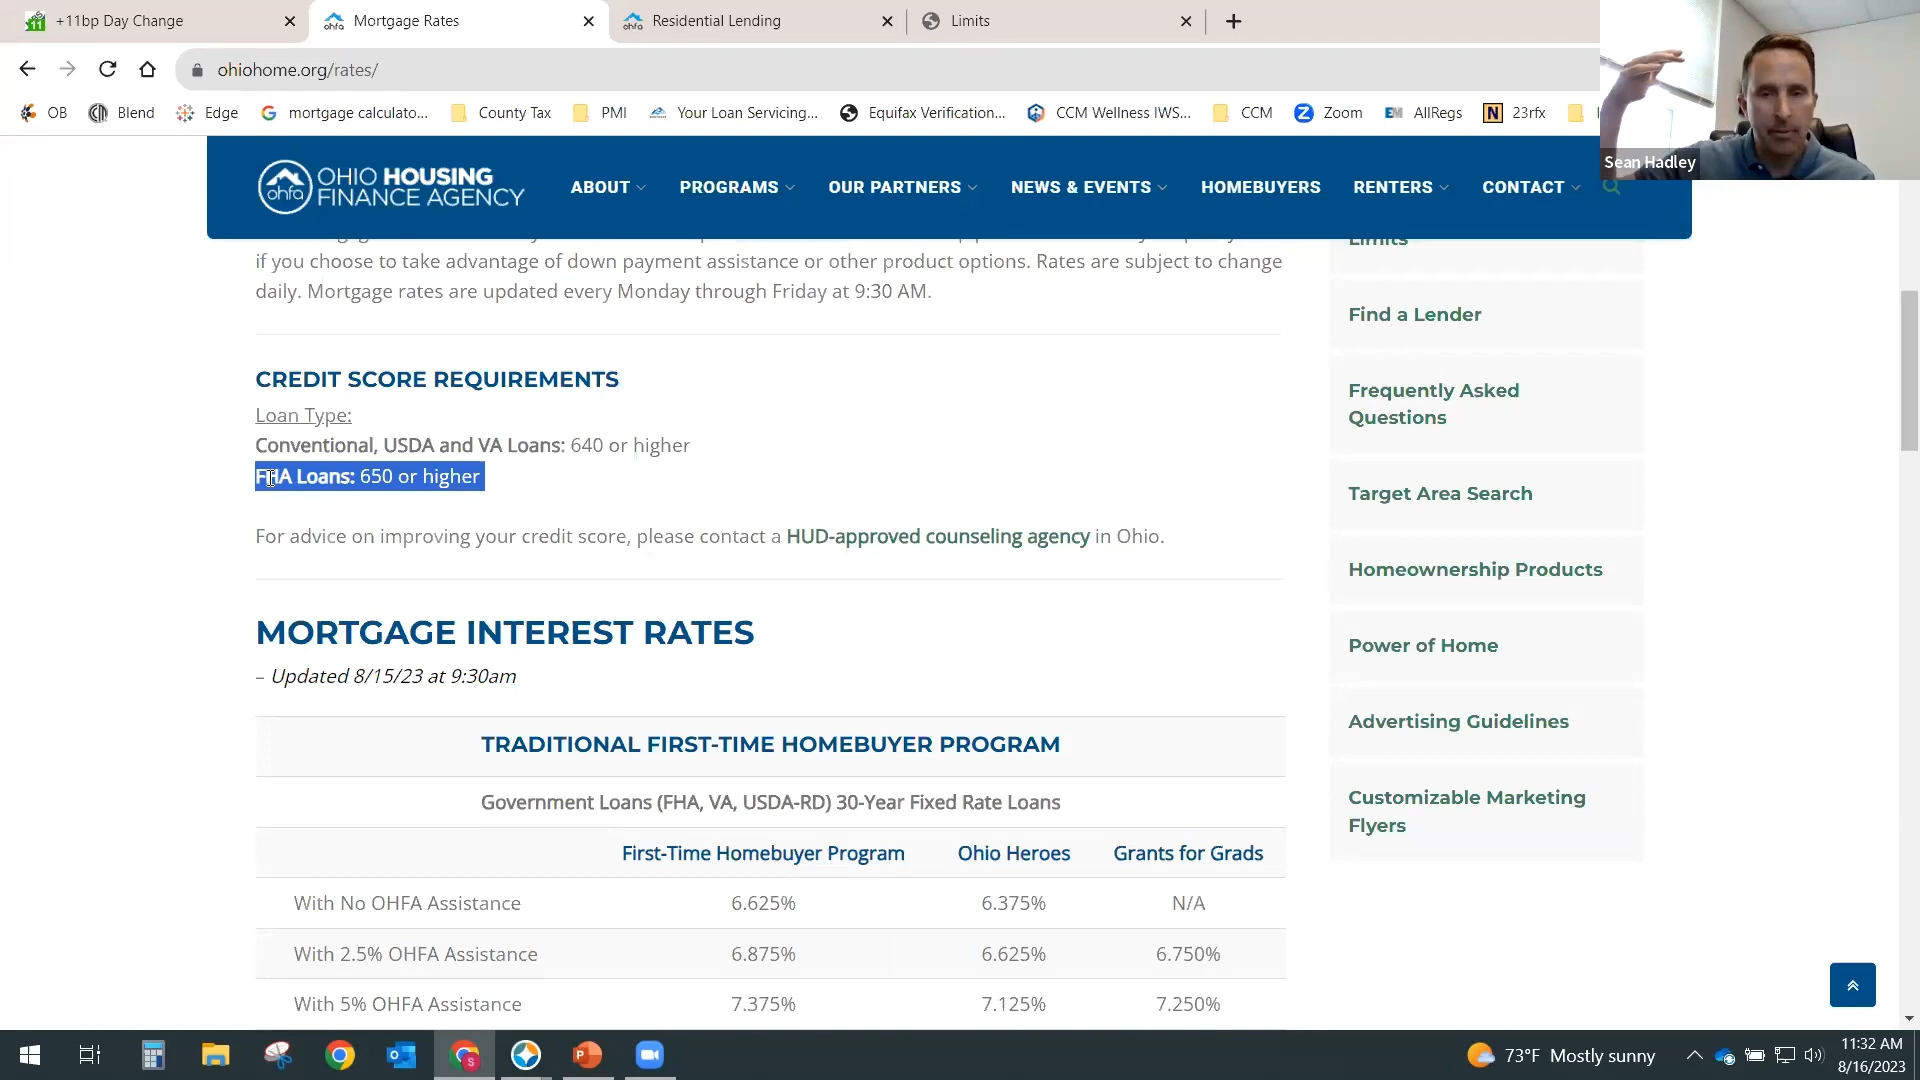 +11bp Day Change
Mortgage Rates
Residential Lending
Limits
ohiohome.org/rates/
OB
Blend
Edge
mortgage calculato...
County Tax
PMI
Your Loan Servicing...
Equifax Verification...
CCM Wellness IWS...
CCM
Zoom
AllRegs
23rfx
Sean Hadley
ohfa
OHIO HOUSING
FINANCE AGENCY
ABOUT
PROGRAMS
OUR PARTNERS
NEWS & EVENTS
HOMEBUYERS
RENTERS
CONTACT
if you choose to take advantage of down payment assistance or other product options. Rates are subject to change
daily. Mortgage rates are updated every Monday through Friday at 9:30 AM.
CREDIT SCORE REQUIREMENTS
Loan Type:
Conventional, USDA and VA Loans: 640 or higher
FHA Loans: 650 or higher
For advice on improving your credit score, please contact a HUD-approved counseling agency in Ohio.
MORTGAGE INTEREST RATES
– Updated 8/15/23 at 9:30am
TRADITIONAL FIRST-TIME HOMEBUYER PROGRAM
Government Loans (FHA, VA, USDA-RD) 30-Year Fixed Rate Loans
First-Time Homebuyer Program Ohio Heroes Grants for Grads
With No OHFA Assistance 6.625% 6.375% N/A
With 2.5% OHFA Assistance 6.875% 6.625% 6.750%
With 5% OHFA Assistance 7.375% 7.125% 7.250%
Limits
Find a Lender
Frequently Asked
Questions
Target Area Search
Homeownership Products
Power of Home
Advertising Guidelines
Customizable Marketing
Flyers
73°F Mostly sunny
11:32 AM
8/16/2023